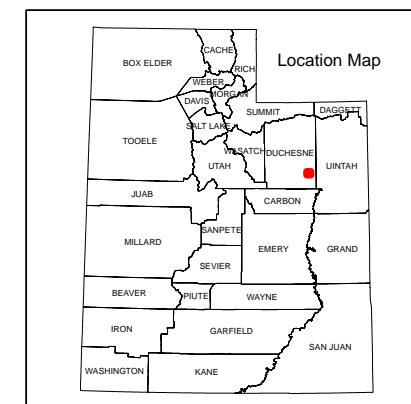 Location Map
CACHE
BOX ELDER
RICH
WEBER
MORGAN
DAVIS
SUMMIT
DAGGETT
SALT LAKE
TOOELE
WASATCH
DUCHESNE
UINTAH
UTAH
JUAB
CARBON
SANPETE
MILLARD
EMERY
GRAND
SEVIER
BEAVER
PIUTE
WAYNE
IRON
GARFIELD
SAN JUAN
WASHINGTON
KANE